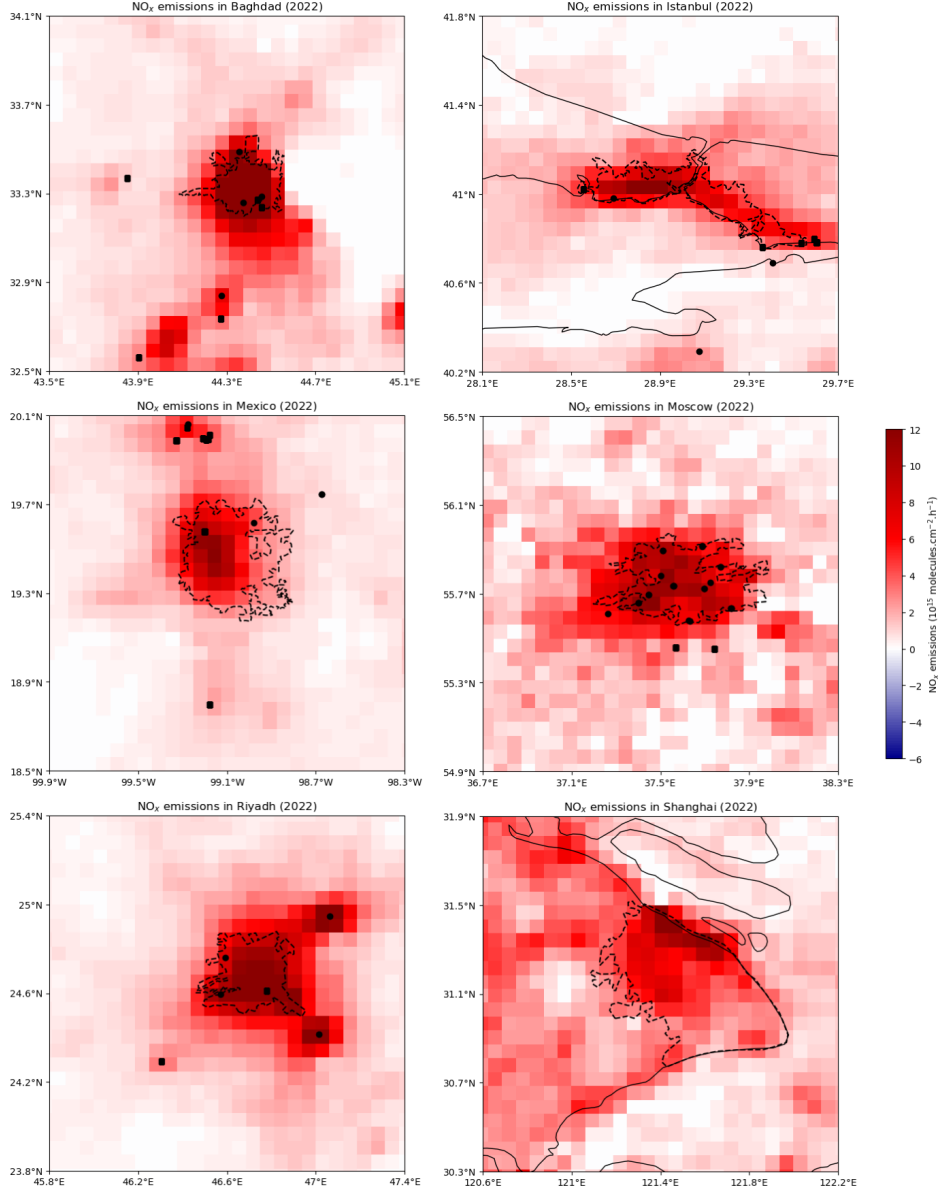 NOx emissions in Baghdad (2022)
34.1°N
33.7°N
33.3°N
32.9°N
32.5°N
43.5°E 43.9°E 44.3°E 44.7°E 45.1°E
NOx emissions in Istanbul (2022)
41.8°N
41.4°N
41°N
40.6°N
40.2°N
28.1°E 28.5°E 28.9°E 29.3°E 29.7°E
NOx emissions in Mexico (2022)
20.1°N
19.7°N
19.3°N
18.9°N
18.5°N
99.9°W 99.5°W 99.1°W 98.7°W 98.3°W
NOx emissions in Moscow (2022)
56.5°N
56.1°N
55.7°N
55.3°N
54.9°N
36.7°E 37.1°E 37.5°E 37.9°E 38.3°E
12
10
8
6
4
2
0
−2
−4
−6
NOx emissions (10¹⁵ molecules.cm⁻².h⁻¹)
NOx emissions in Riyadh (2022)
25.4°N
25°N
24.6°N
24.2°N
23.8°N
45.8°E 46.2°E 46.6°E 47°E 47.4°E
NOx emissions in Shanghai (2022)
31.9°N
31.5°N
31.1°N
30.7°N
30.3°N
120.6°E 121°E 121.4°E 121.8°E 122.2°E